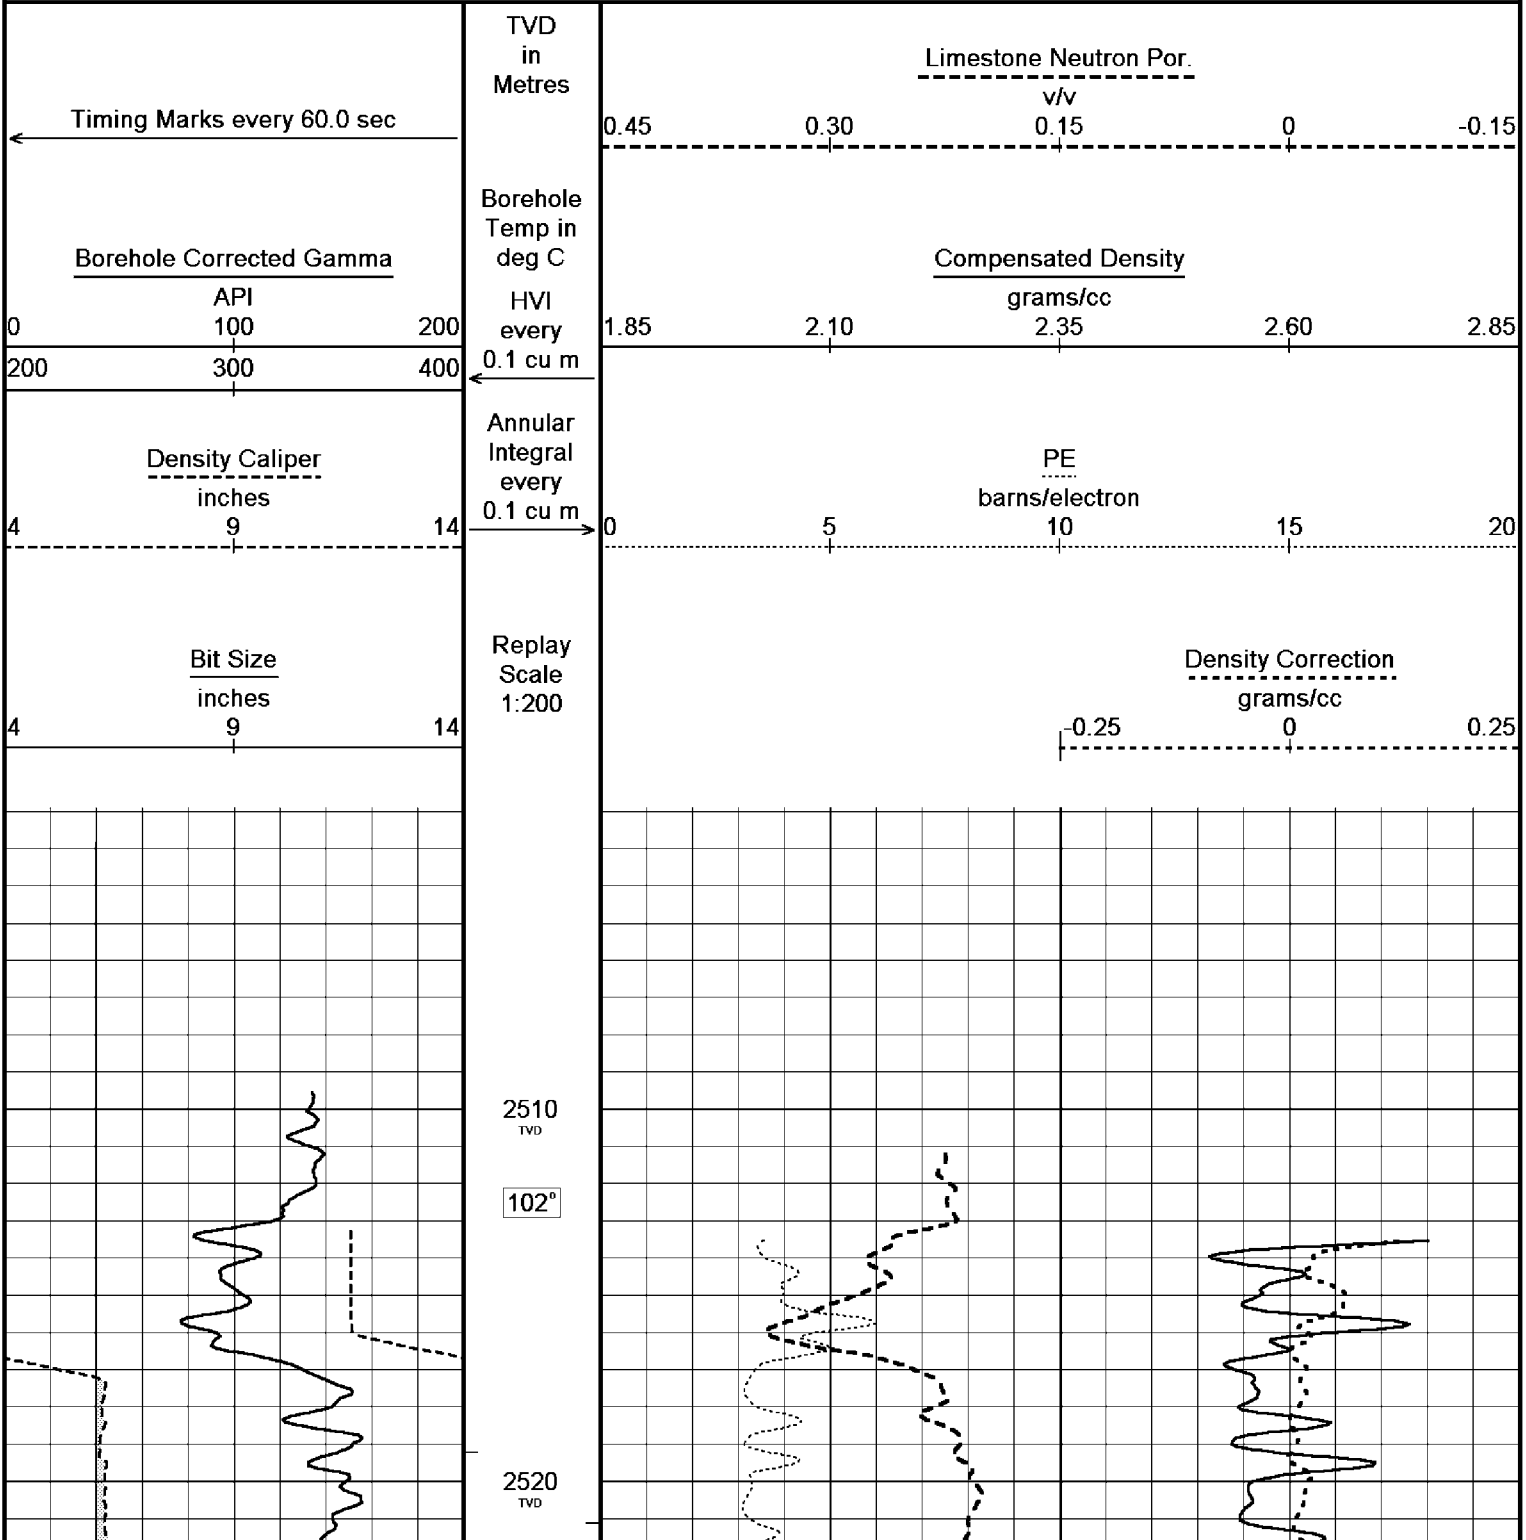 Timing Marks every 60.0 sec
Borehole Corrected Gamma
API
0 100 200
200 300 400
Density Caliper
inches
4 9 14
Bit Size
inches
4 9 14
TVD
in
Metres
Borehole
Temp in
deg C
HVI
every
0.1 cu m
Annular
Integral
every
0.1 cu m
Replay
Scale
1:200
Limestone Neutron Por.
v/v
0.45 0.30 0.15 0 -0.15
Compensated Density
grams/cc
1.85 2.10 2.35 2.60 2.85
PE
barns/electron
0 5 10 15 20
Density Correction
grams/cc
-0.25 0 0.25
2510
TVD
102°
2520
TVD